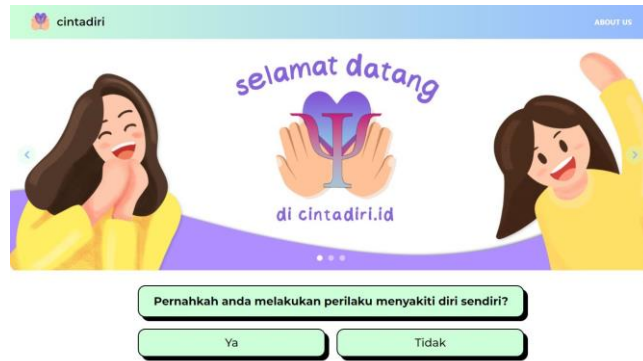 cintadiri
ABOUT US
selamat datang
di cintadiri.id
Pernahkah anda melakukan perilaku menyakiti diri sendiri?
Ya
Tidak